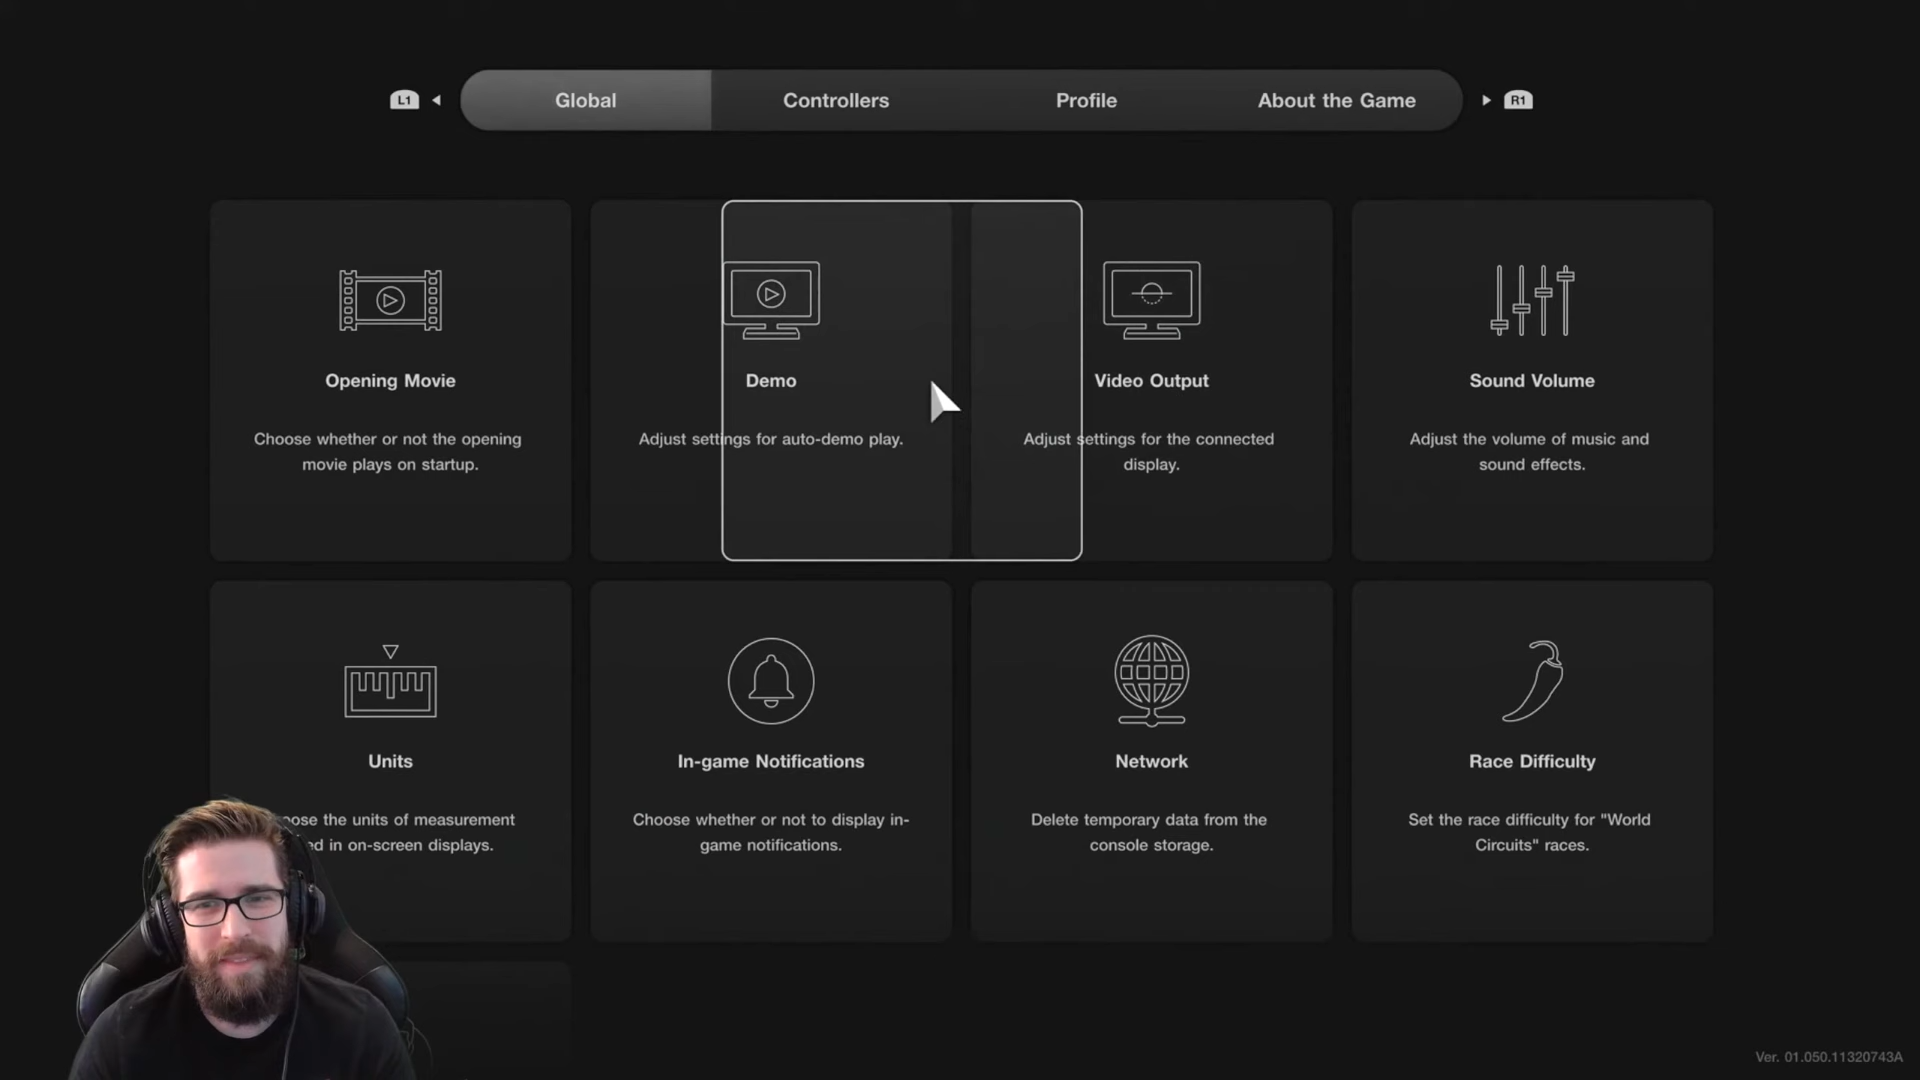 L1 Global Controllers Profile About the Game R1
Opening Movie
Choose whether or not the opening
movie plays on startup.
Demo
Adjust settings for auto-demo play.
Video Output
Adjust settings for the connected
display.
Sound Volume
Adjust the volume of music and
sound effects.
Units
the units of measurement
in on-screen displays.
In-game Notifications
Choose whether or not to display in-
game notifications.
Network
Delete temporary data from the
console storage.
Race Difficulty
Set the race difficulty for "World
Circuits" races.
Ver. 01.050.11320743A